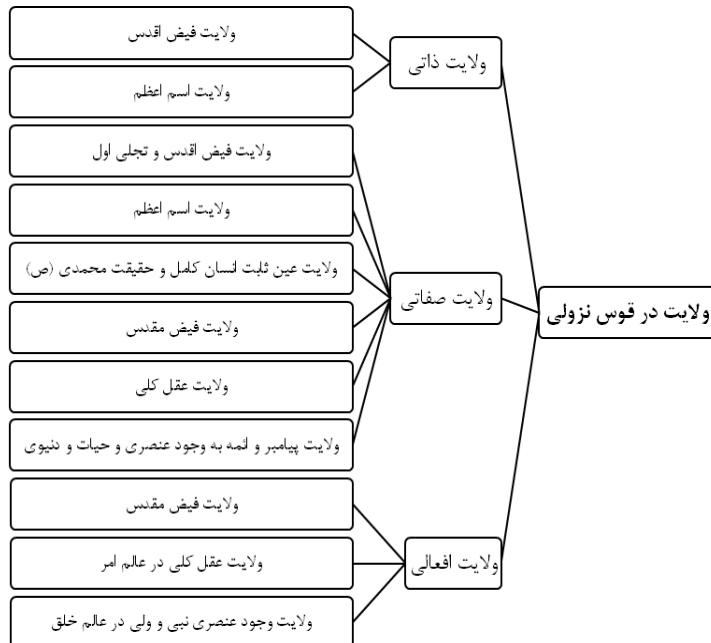 ولایت در قوس نزولی
ولایت ذاتی
ولایت فیض اقدس
ولایت اسم اعظم
ولایت صفاتی
ولایت فیض اقدس و تجلی اول
ولایت اسم اعظم
ولایت عین ثابت انسان کامل و حقیقت محمدی (ص)
ولایت فیض مقدس
ولایت عقل کلی
ولایت پیامبر و ائمه به وجود عنصری و حیات و دنیوی
ولایت افعالی
ولایت فیض مقدس
ولایت عقل کلی در عالم امر
ولایت وجود عنصری نبی و ولی در عالم خلق